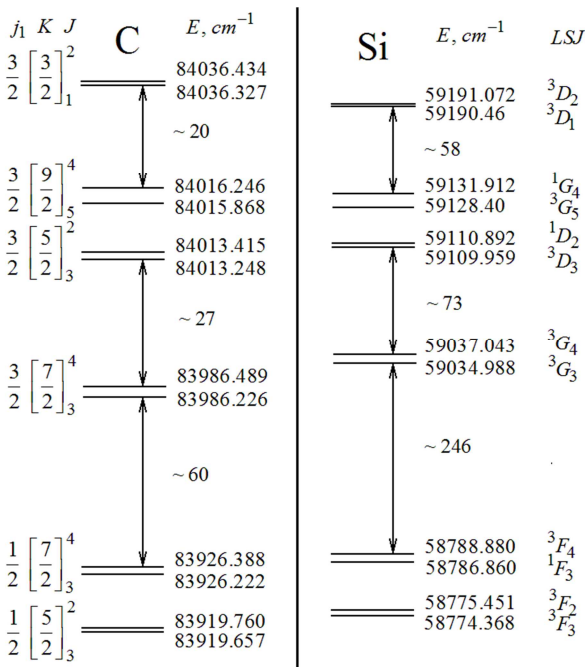 j₁ K J C E, cm⁻¹
3/2 [3/2] 2 84036.434
1 84036.327
~ 20
3/2 [9/2] 4 84016.246
5 84015.868
3/2 [5/2] 2 84013.415
3 84013.248
~ 27
3/2 [7/2] 4 83986.489
3 83986.226
~ 60
1/2 [7/2] 4 83926.388
3 83926.222
1/2 [5/2] 2 83919.760
3 83919.657
Si E, cm⁻¹ LSJ
59191.072 ³D₂
59190.46 ³D₁
~ 58
59131.912 ¹G₄
59128.40 ³G₅
59110.892 ¹D₂
59109.959 ³D₃
~ 73
59037.043 ³G₄
59034.988 ³G₃
~ 246
58788.880 ³F₄
58786.860 ¹F₃
58775.451 ³F₂
58774.368 ³F₃